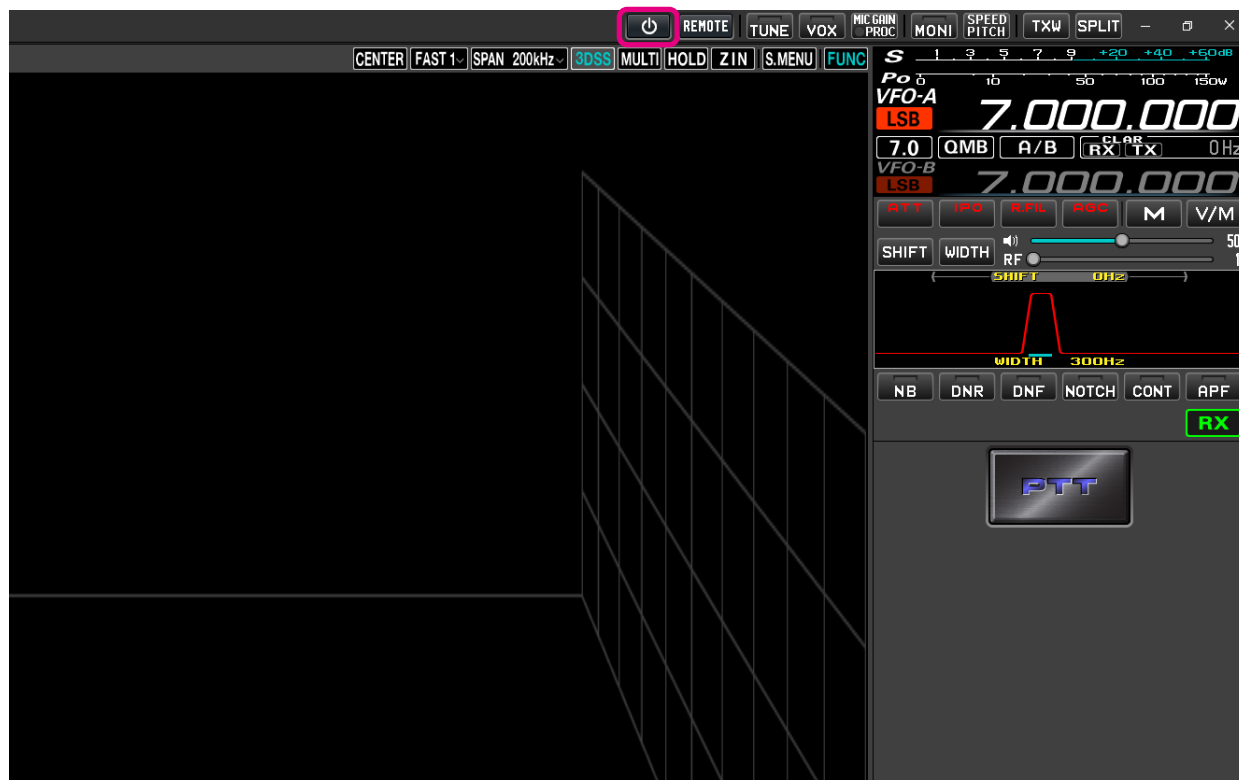 REMOTE TUNE VOX MIC GAIN PROC MONI SPEED PITCH TXW SPLIT
CENTER FAST 1 SPAN 200kHz 3DSS MULTI HOLD Z IN S.MENU FUNC
S 1 3 5 7 9 +20 +40 +60dB
Po 0 10 50 100 150W
VFO-A
LSB 7.000.000
7.0 QMB A/B CLAR RX TX 0 Hz
VFO-B
LSB 7.000.000
ATT IPO R.FIL AGC M V/M
SHIFT WIDTH 50
RF 1
SHIFT 0Hz
WIDTH 300Hz
NB DNR DNF NOTCH CONT APF
RX
PTT